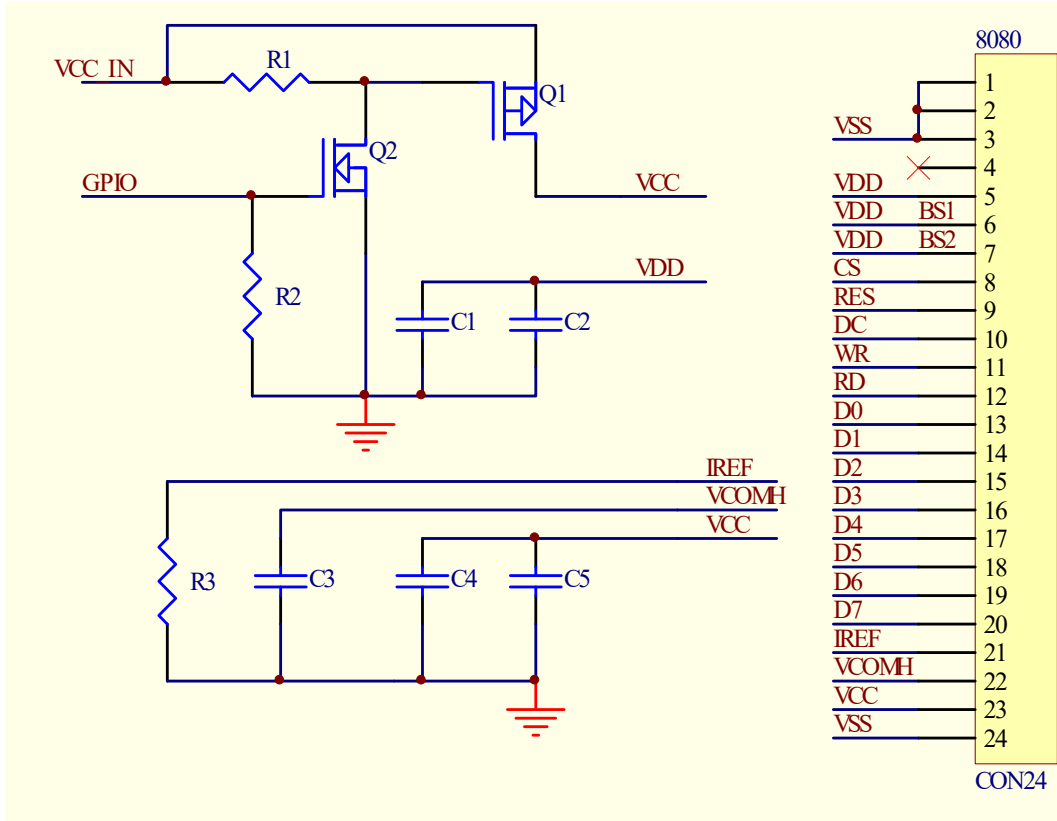 VCC IN
R1
Q1
Q2
GPIO
VCC
R2
VDD
C1
C2
IREF
VCOMH
VCC
R3
C3
C4
C5
8080
1
2
VSS 3
4
VDD 5
VDD BS1 6
VDD BS2 7
CS 8
RES 9
DC 10
WR 11
RD 12
D0 13
D1 14
D2 15
D3 16
D4 17
D5 18
D6 19
D7 20
IREF 21
VCOMH 22
VCC 23
VSS 24
CON24